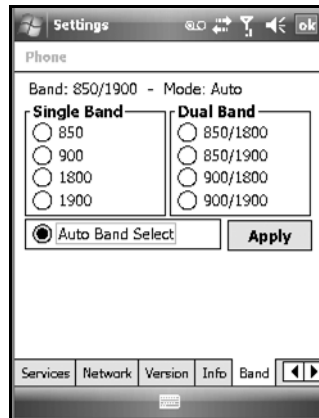 Settings ok
Phone
Band: 850/1900 - Mode: Auto
Single Band Dual Band
850 850/1800
900 850/1900
1800 900/1800
1900 900/1900
Auto Band Select Apply
Services Network Version Info Band